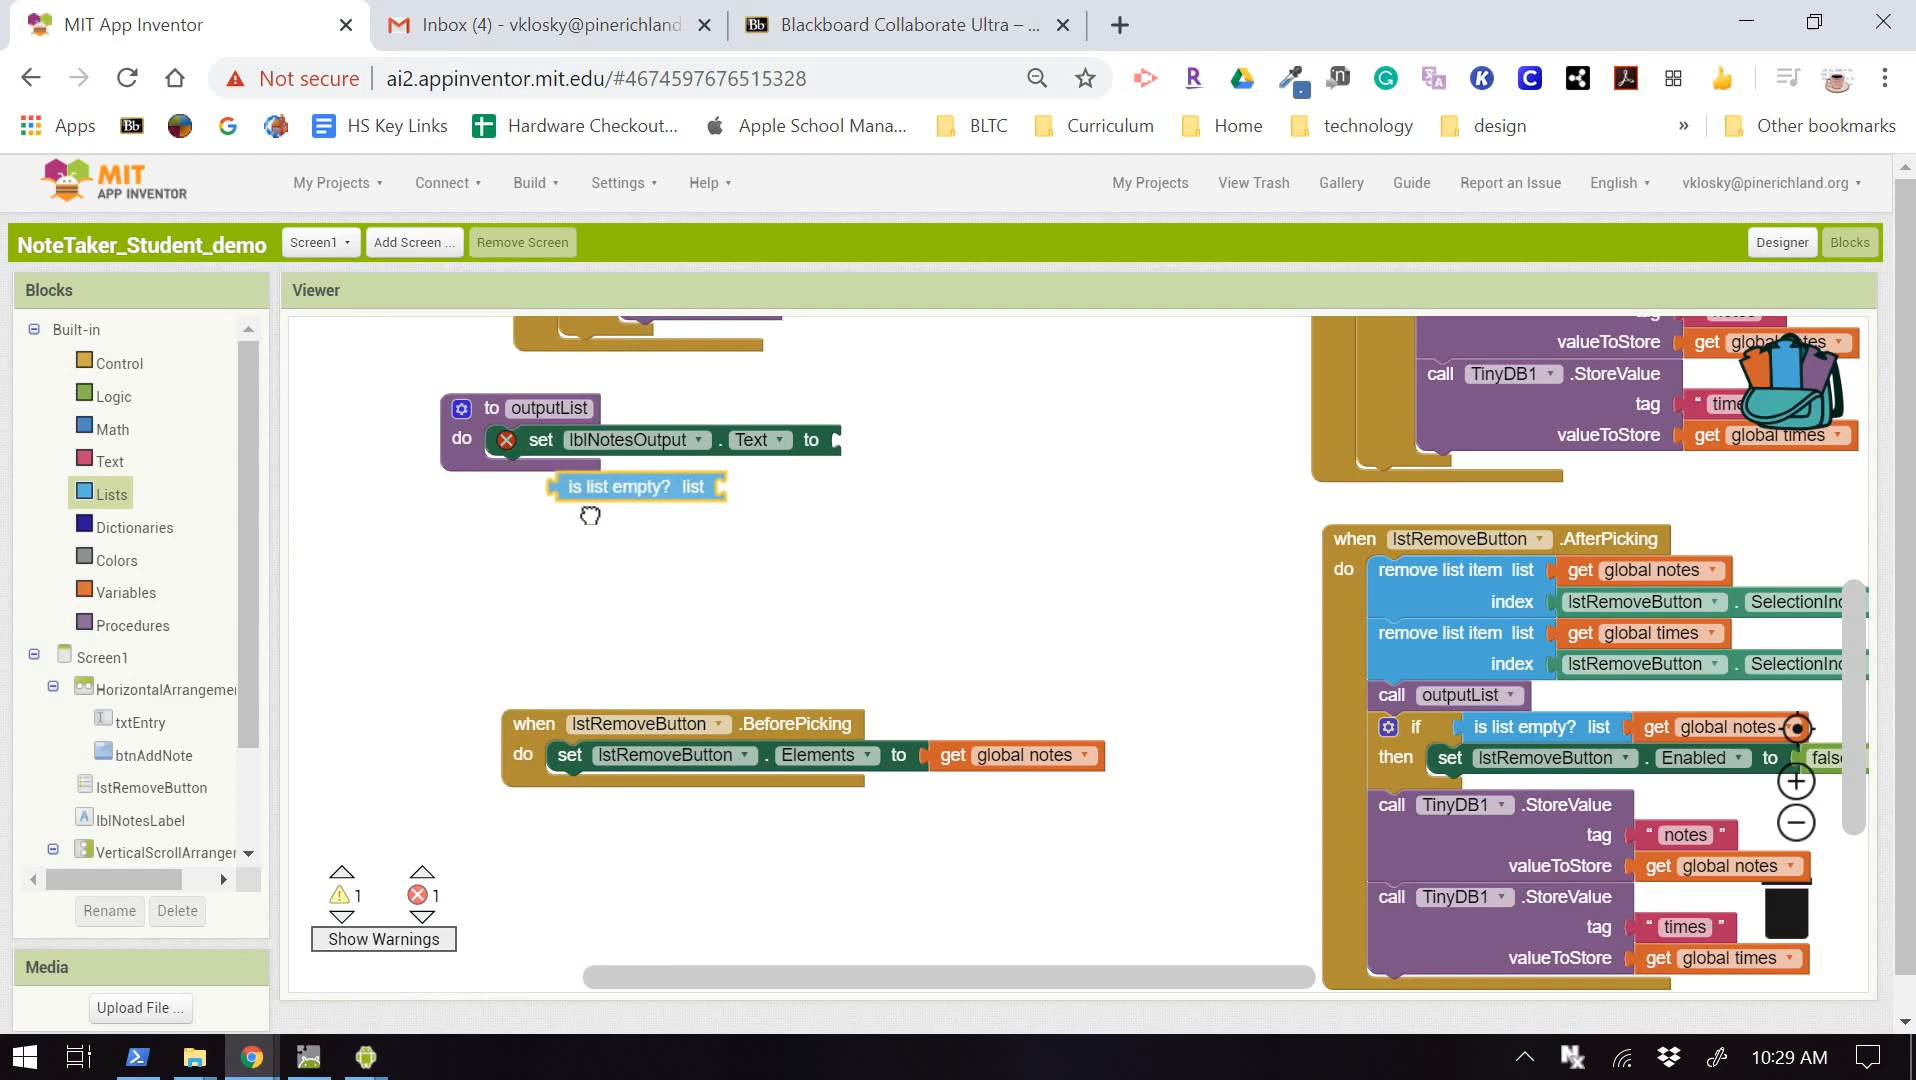 MIT App Inventor
Inbox (4) - vklosky@pinerichland
Bb Blackboard Collaborate Ultra – ...
Not secure ai2.appinventor.mit.edu/#4674597676515328
Apps Bb HS Key Links Hardware Checkout... Apple School Mana... BLTC Curriculum Home technology design » Other bookmarks
MIT
APP INVENTOR
My Projects Connect Build Settings Help My Projects View Trash Gallery Guide Report an Issue English vklosky@pinerichland.org
NoteTaker_Student_demo Screen1 Add Screen ... Remove Screen Designer Blocks
Blocks
Viewer
Built-in
Control
Logic
Math
Text
Lists
Dictionaries
Colors
Variables
Procedures
Screen1
HorizontalArrangemen
txtEntry
btnAddNote
lstRemoveButton
lblNotesLabel
VerticalScrollArranger
Rename Delete
Media
Upload File ...
to outputList
do set lblNotesOutput . Text to
is list empty? list
when lstRemoveButton .BeforePicking
do set lstRemoveButton . Elements to get global notes
1 1
Show Warnings
valueToStore get global notes
call TinyDB1 .StoreValue
tag “ time
valueToStore get global times
when lstRemoveButton .AfterPicking
do remove list item list get global notes
index lstRemoveButton . SelectionInd
remove list item list get global times
index lstRemoveButton . SelectionInd
call outputList
if is list empty? list get global notes
then set lstRemoveButton . Enabled to false
call TinyDB1 .StoreValue
tag “ notes ”
valueToStore get global notes
call TinyDB1 .StoreValue
tag “ times ”
valueToStore get global times
10:29 AM